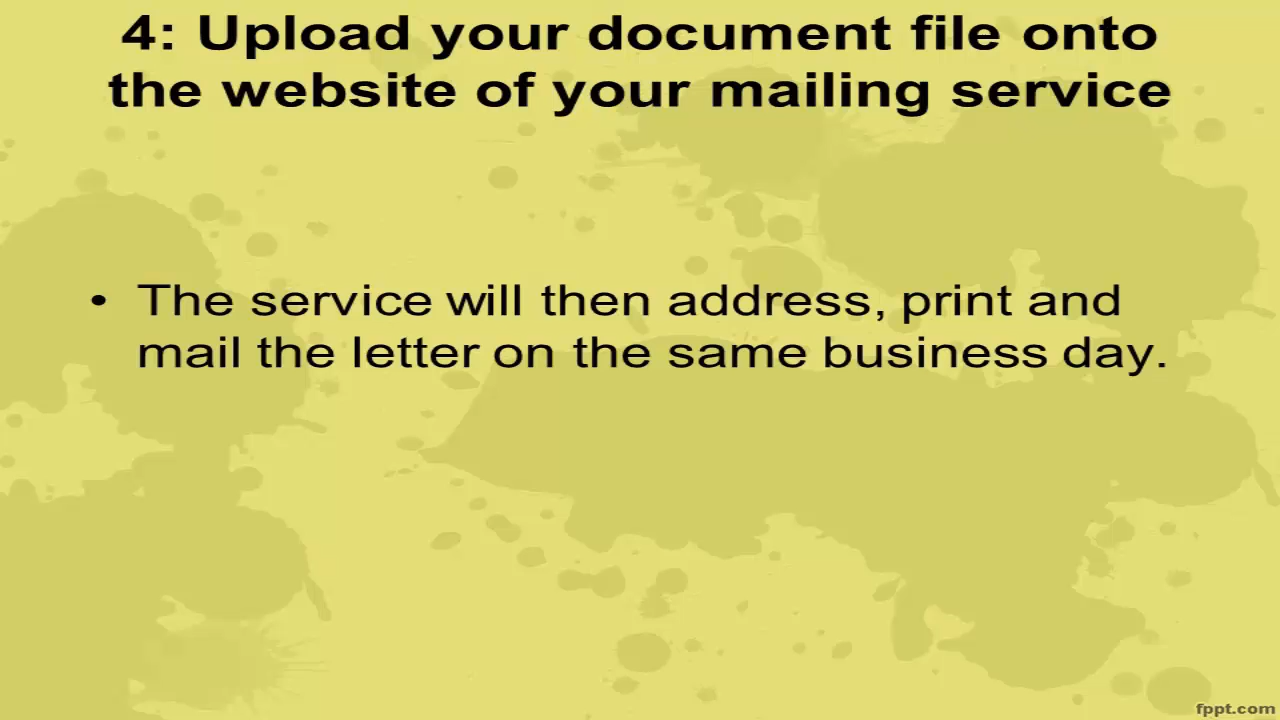 4: Upload your document file onto
the website of your mailing service
• The service will then address, print and
mail the letter on the same business day.
fppt.com